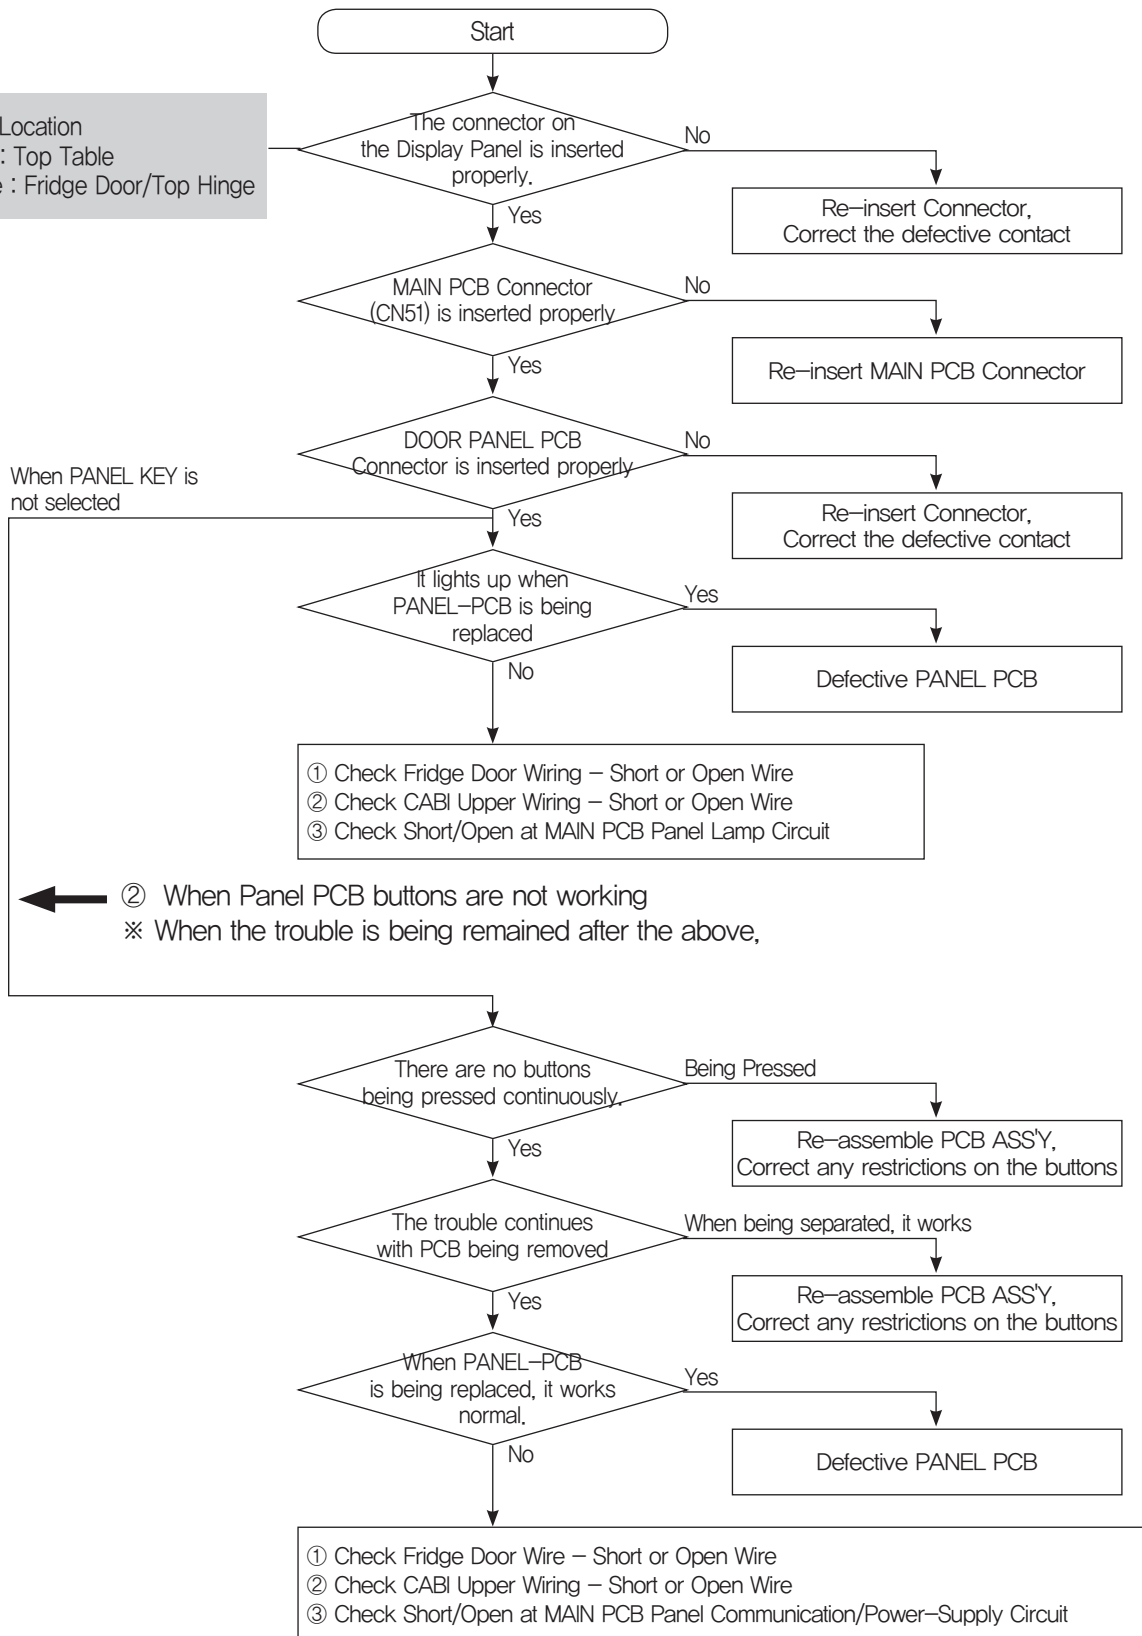 Start
Location
: Top Table
: Fridge Door/Top Hinge
The connector on
the Display Panel is inserted
properly.
No
Yes
Re-insert Connector,
Correct the defective contact
MAIN PCB Connector
(CN51) is inserted properly
No
Yes
Re-insert MAIN PCB Connector
DOOR PANEL PCB
Connector is inserted properly
No
When PANEL KEY is
not selected
Yes
Re-insert Connector,
Correct the defective contact
It lights up when
PANEL-PCB is being
replaced
Yes
No
Defective PANEL PCB
① Check Fridge Door Wiring - Short or Open Wire
② Check CABI Upper Wiring - Short or Open Wire
③ Check Short/Open at MAIN PCB Panel Lamp Circuit
② When Panel PCB buttons are not working
※ When the trouble is being remained after the above,
There are no buttons
being pressed continuously.
Being Pressed
Yes
Re-assemble PCB ASS'Y,
Correct any restrictions on the buttons
The trouble continues
with PCB being removed
When being separated, it works
Yes
Re-assemble PCB ASS'Y,
Correct any restrictions on the buttons
When PANEL-PCB
is being replaced, it works
normal.
Yes
No
Defective PANEL PCB
① Check Fridge Door Wire - Short or Open Wire
② Check CABI Upper Wiring - Short or Open Wire
③ Check Short/Open at MAIN PCB Panel Communication/Power-Supply Circuit